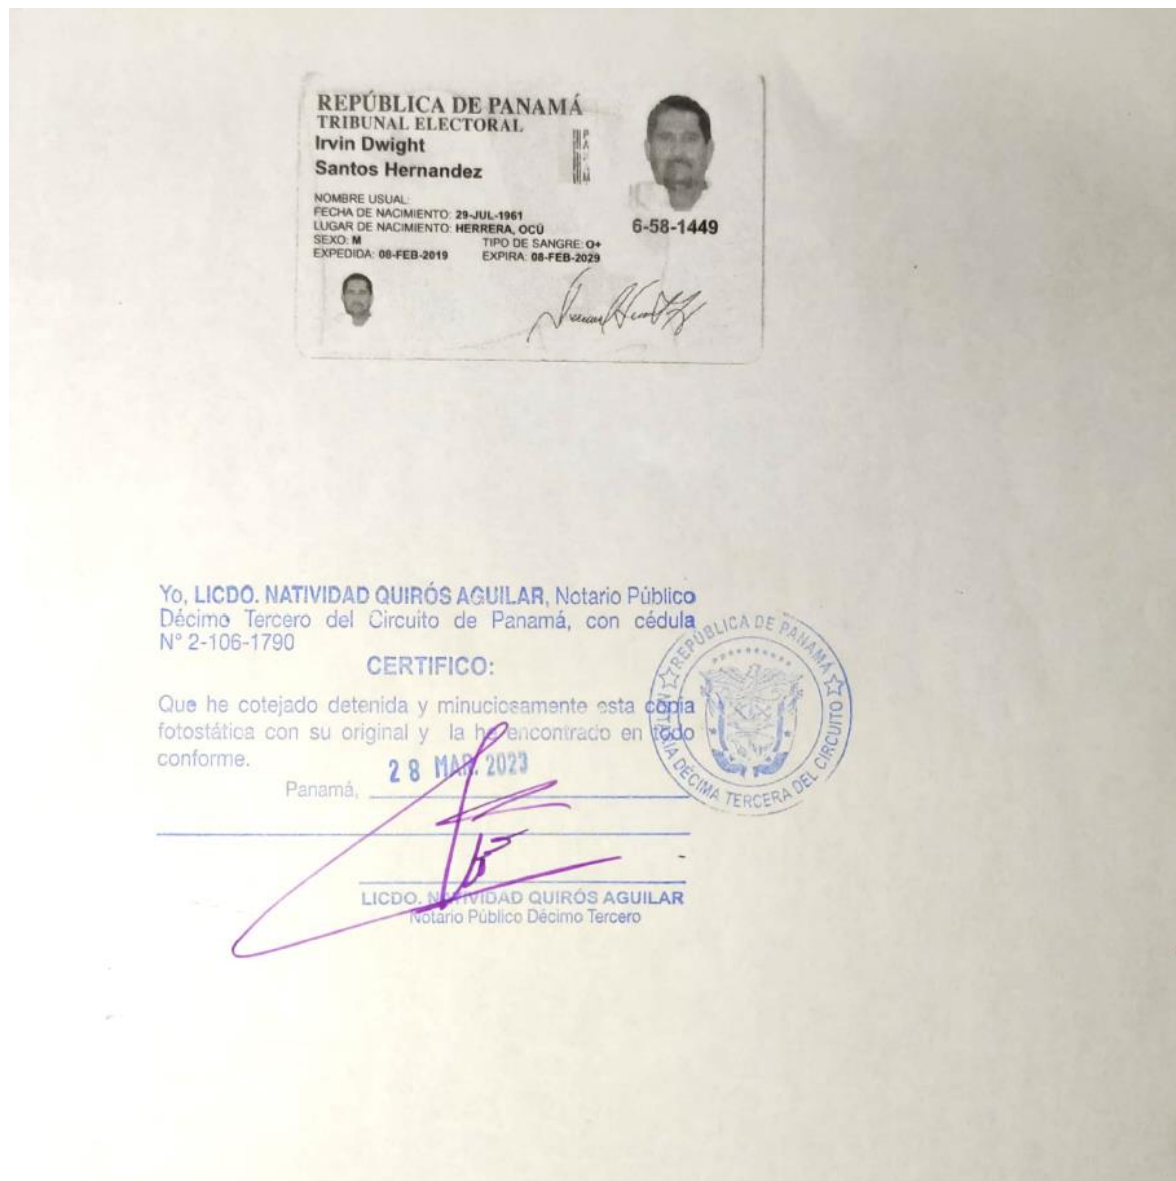 REPÚBLICA DE PANAMÁ
TRIBUNAL ELECTORAL
Irvin Dwight
Santos Hernandez
NOMBRE USUAL:
FECHA DE NACIMIENTO: 29-JUL-1961
LUGAR DE NACIMIENTO: HERRERA, OCÚ
SEXO: M TIPO DE SANGRE: O+
EXPEDIDA: 08-FEB-2019 EXPIRA: 08-FEB-2029
6-58-1449
Yo, LICDO. NATIVIDAD QUIRÓS AGUILAR, Notario Público
Décimo Tercero del Circuito de Panamá, con cédula
N° 2-106-1790
CERTIFICO:
Que he cotejado detenida y minuciosamente esta copia
fotostática con su original y la he encontrado en todo
conforme.
28 MAR. 2023
Panamá,
LICDO. NATIVIDAD QUIRÓS AGUILAR
Notario Público Décimo Tercero
REPÚBLICA DE PANAMÁ
NOTARIA DÉCIMA TERCERA DEL CIRCUITO